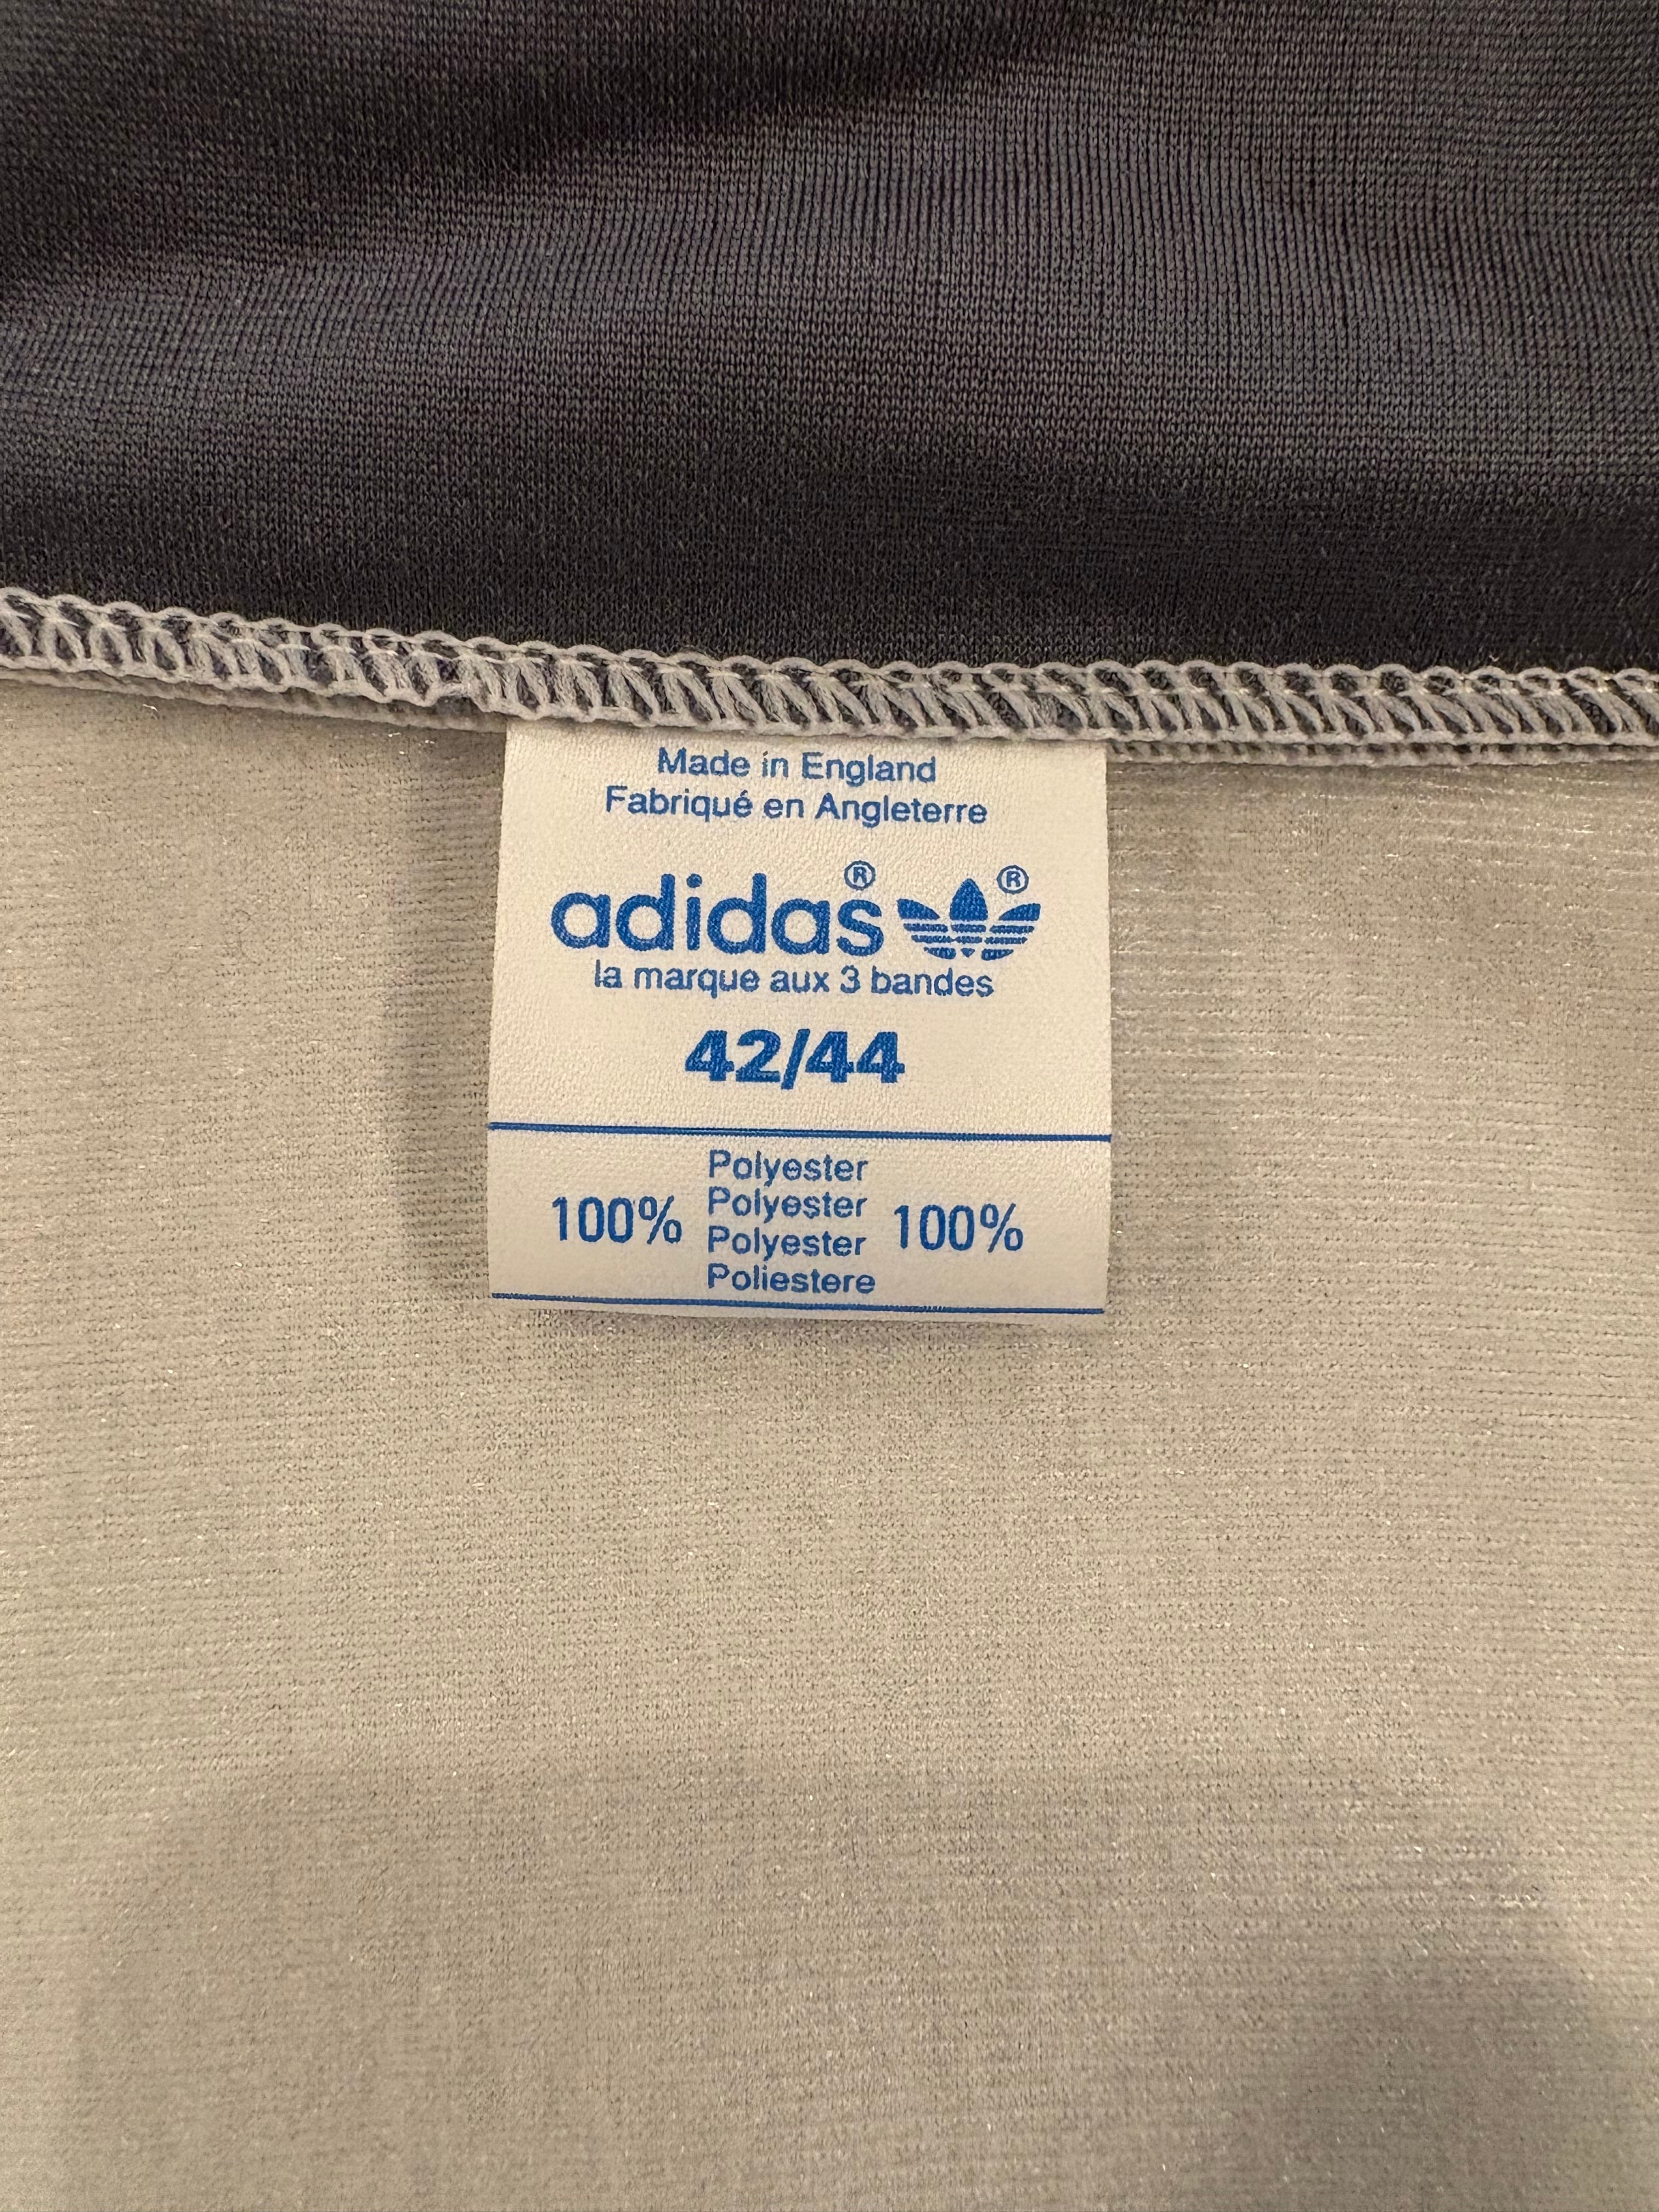 Made in England
Fabriqué en Angleterre
adidas® ®
la marque aux 3 bandes
42/44
Polyester
100% Polyester 100%
Polyester
Poliestere